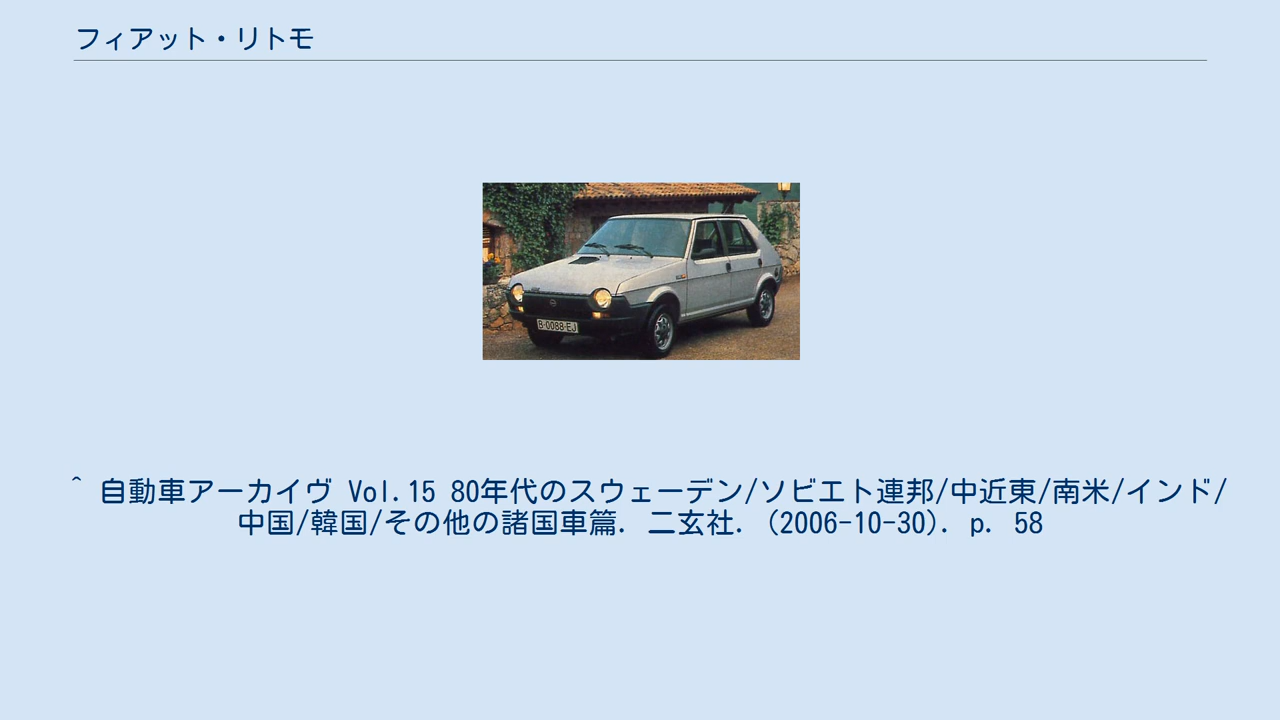 フィアット・リトモ
B-0088-EJ
^ 自動車アーカイヴ Vol.15 80年代のスウェーデン/ソビエト連邦/中近東/南米/インド/
中国/韓国/その他の諸国車篇. 二玄社. (2006-10-30). p. 58